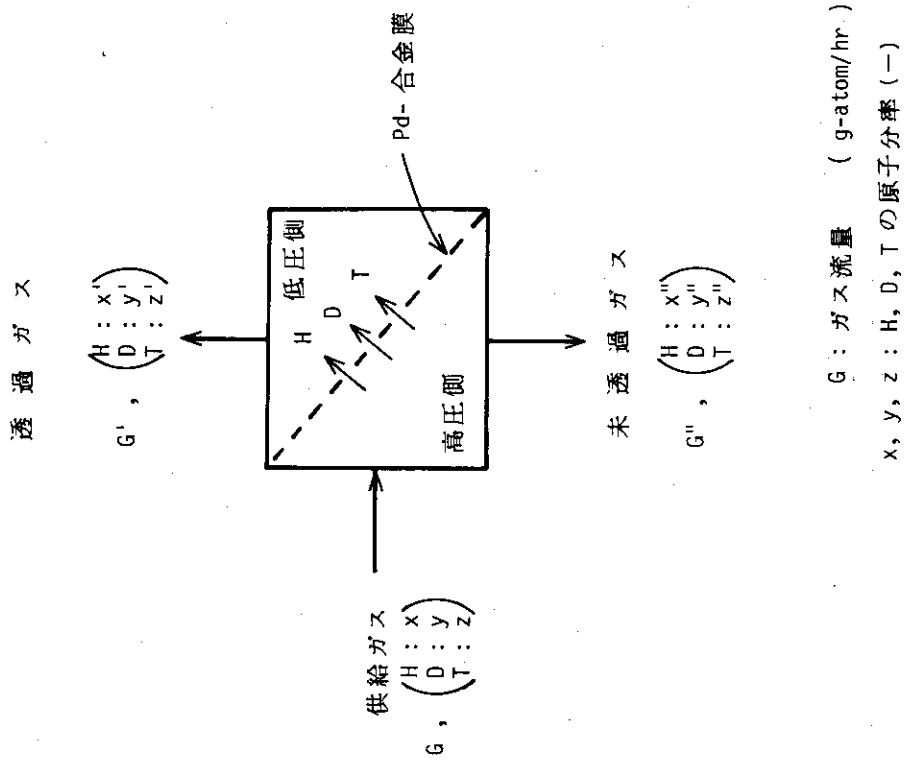 透過ガス
G' , (H : x'
D : y'
T : z')
低圧側
H
D
T
Pd-合金膜
高圧側
供給ガス
G , (H : x
D : y
T : z)
未透過ガス
G" , (H : x"
D : y"
T : z")
G : ガス流量 ( g-atom/hr )
x, y, z : H, D, T の原子分率 (−)